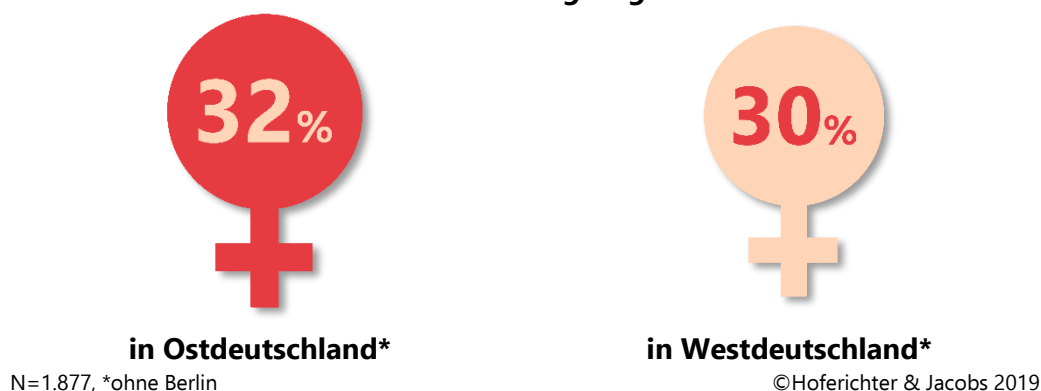 32%
30%
in Ostdeutschland*
in Westdeutschland*
N=1.877, *ohne Berlin
©Hoferichter & Jacobs 2019